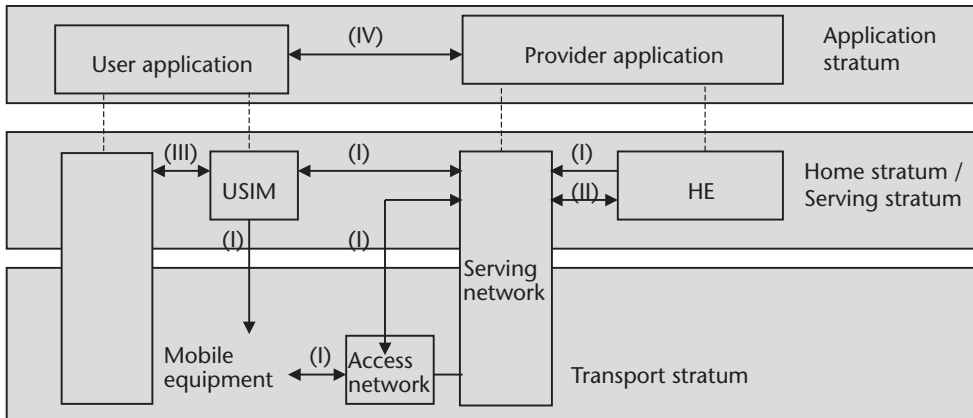 (IV)
User application
Provider application
Application
stratum
(III)
(I)
(I)
USIM
(II)
HE
Home stratum /
Serving stratum
(I)
(I)
Serving
network
Mobile
equipment
(I)
Access
network
Transport stratum